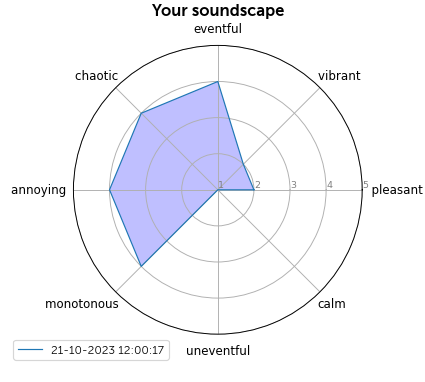 Your soundscape
eventful
chaotic
vibrant
annoying
1 2 3 4 5
pleasant
monotonous
calm
uneventful
21-10-2023 12:00:17